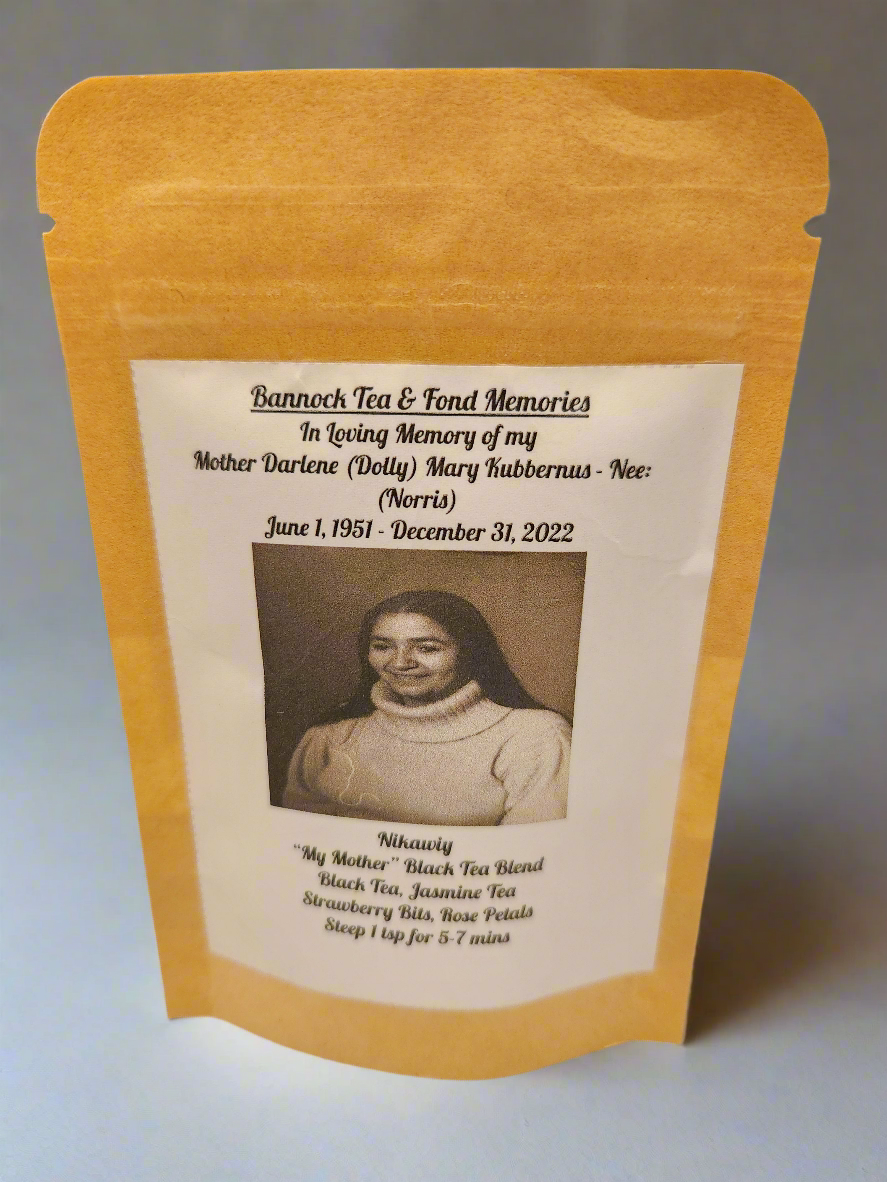 Bannock Tea & Fond Memories
In Loving Memory of my
Mother Darlene (Dolly) Mary Kubbernus - Nee:
(Norris)
June 1, 1951 - December 31, 2022
Nikawiy
“My Mother” Black Tea Blend
Black Tea, Jasmine Tea
Strawberry Bits, Rose Petals
Steep 1 tsp for 5-7 mins